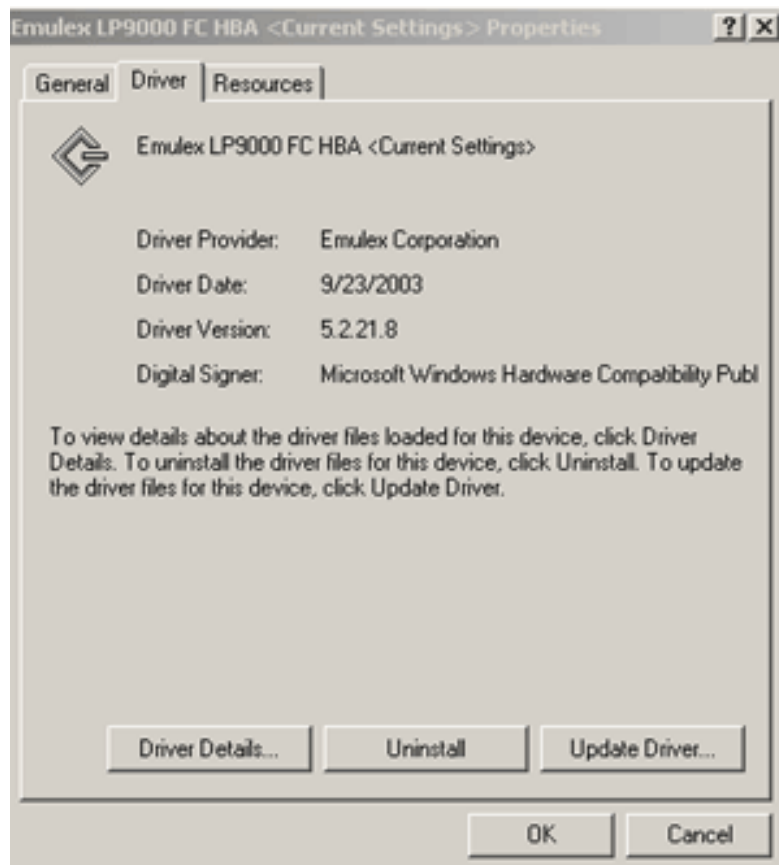 Emulex LP9000 FC HBA <Current Settings> Properties ? X
General Driver Resources
Emulex LP9000 FC HBA <Current Settings>
Driver Provider: Emulex Corporation
Driver Date: 9/23/2003
Driver Version: 5.2.21.8
Digital Signer: Microsoft Windows Hardware Compatibility Publ
To view details about the driver files loaded for this device, click Driver
Details. To uninstall the driver files for this device, click Uninstall. To update
the driver files for this device, click Update Driver.
Driver Details... Uninstall Update Driver...
OK Cancel